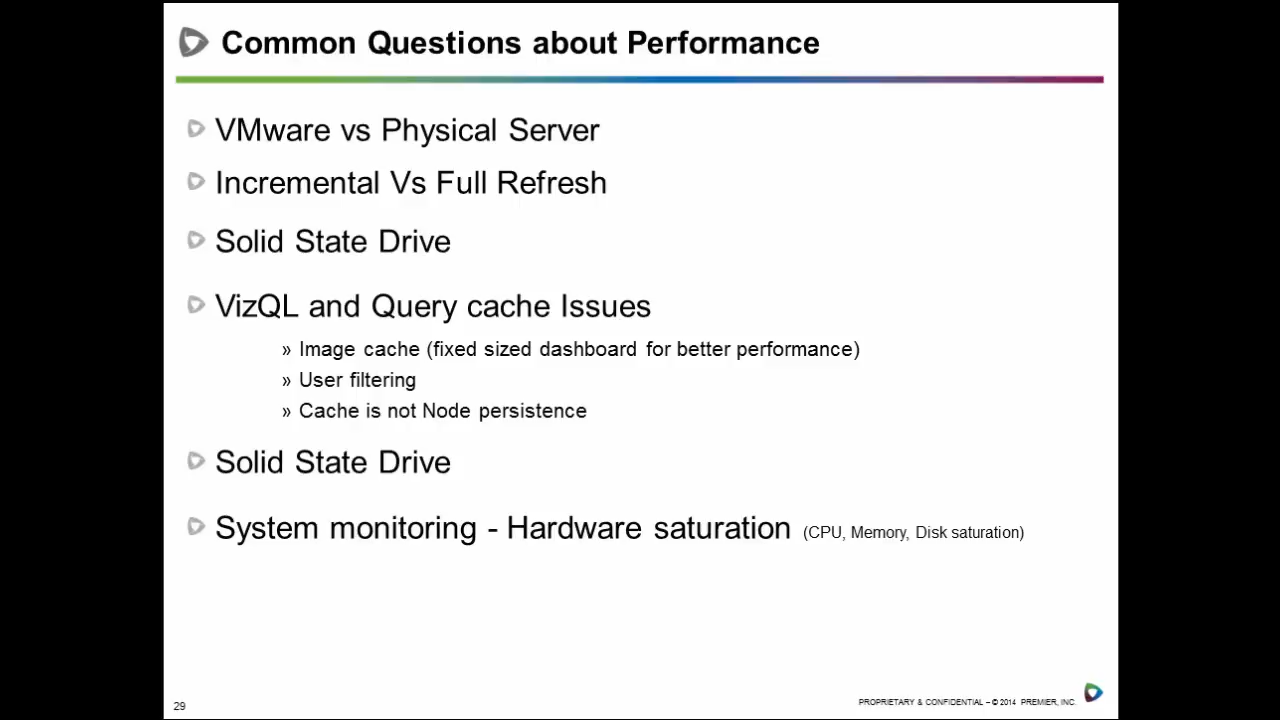 Common Questions about Performance
VMware vs Physical Server
Incremental Vs Full Refresh
Solid State Drive
VizQL and Query cache Issues
» Image cache (fixed sized dashboard for better performance)
» User filtering
» Cache is not Node persistence
Solid State Drive
System monitoring - Hardware saturation (CPU, Memory, Disk saturation)
29
PROPRIETARY & CONFIDENTIAL – © 2014 PREMIER, INC.